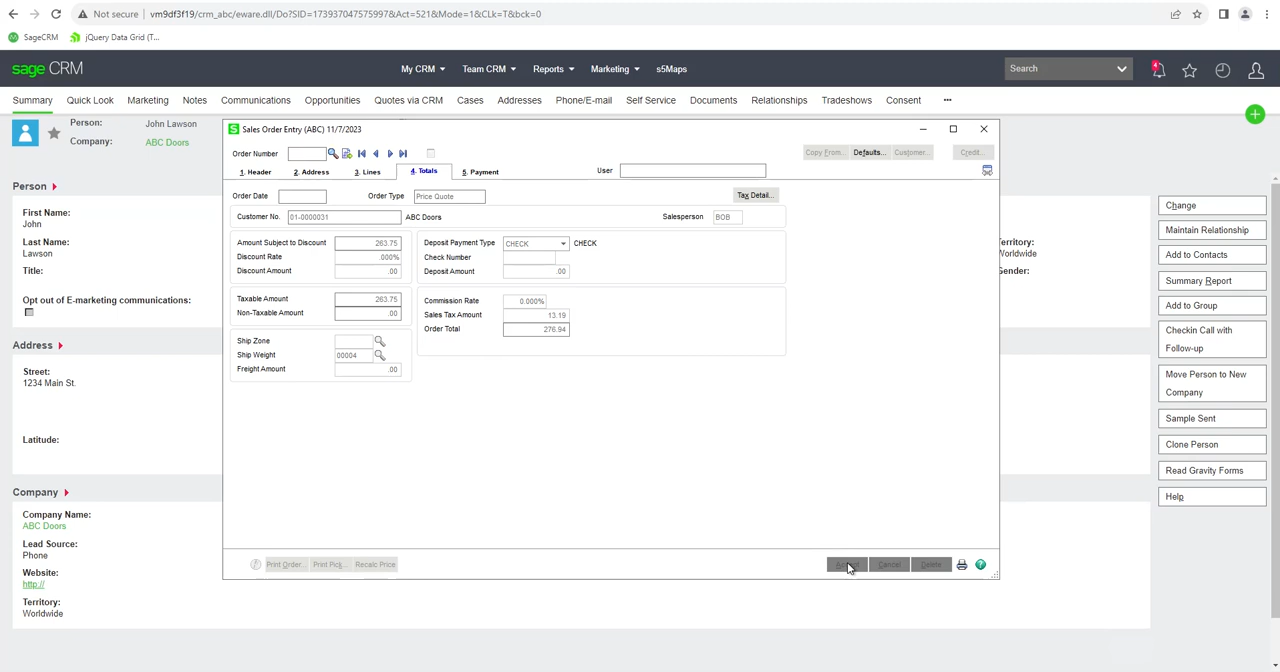 Not secure | vm9df3f19/crm_abc/eware.dll/Do?SID=173937047575997&Act=521&Mode=1&CLk=T&bck=0
SageCRM jQuery Data Grid (T...
sage CRM My CRM Team CRM Reports Marketing s5Maps Search 4
Summary Quick Look Marketing Notes Communications Opportunities Quotes via CRM Cases Addresses Phone/E-mail Self Service Documents Relationships Tradeshows Consent ...
Person: John Lawson
Company: ABC Doors
Person
First Name:
John
Last Name:
Lawson
Title:
Opt out of E-marketing communications:
Territory:
Worldwide
Gender:
Address
Street:
1234 Main St.
Latitude:
Company
Company Name:
ABC Doors
Lead Source:
Phone
Website:
http://
Territory:
Worldwide
S Sales Order Entry (ABC) 11/7/2023
Order Number Copy From... Defaults... Customer... Credit...
1. Header 2. Address 3. Lines 4. Totals 5. Payment User
Order Date Order Type Price Quote Tax Detail...
Customer No. 01-0000031 ABC Doors Salesperson BOB
Amount Subject to Discount 263.75
Discount Rate .000%
Discount Amount .00
Deposit Payment Type CHECK CHECK
Check Number
Deposit Amount .00
Taxable Amount 263.75
Non-Taxable Amount .00
Commission Rate 0.000%
Sales Tax Amount 13.19
Order Total 276.94
Ship Zone
Ship Weight 00004
Freight Amount .00
Print Order... Print Pick... Recalc Price Cancel Delete ?
Change
Maintain Relationship
Add to Contacts
Summary Report
Add to Group
Checkin Call with
Follow-up
Move Person to New
Company
Sample Sent
Clone Person
Read Gravity Forms
Help